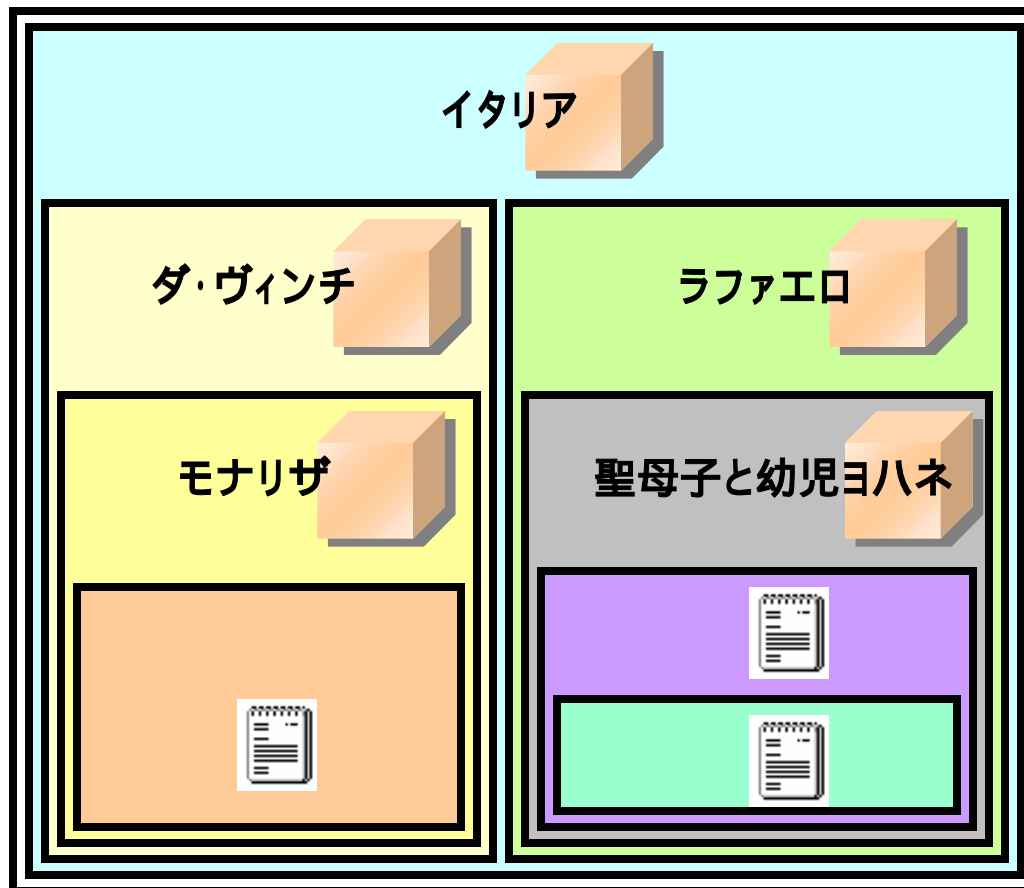 イタリア
ダ・ヴィンチ
ラファエロ
モナリザ
聖母子と幼児ヨハネ